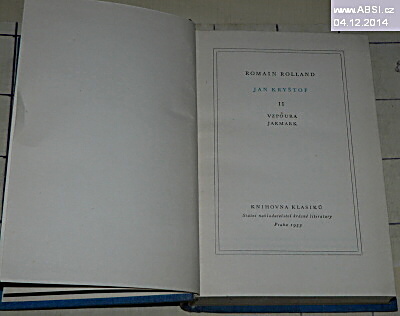 www.ABSI.cz
04.12.2014
ROMAIN ROLLAND
JAN KRYŠTOF
II
VZPOURA
JARMARK
KNIHOVNA KLASIKŮ
Státní nakladatelství krásné literatury
Praha 1957